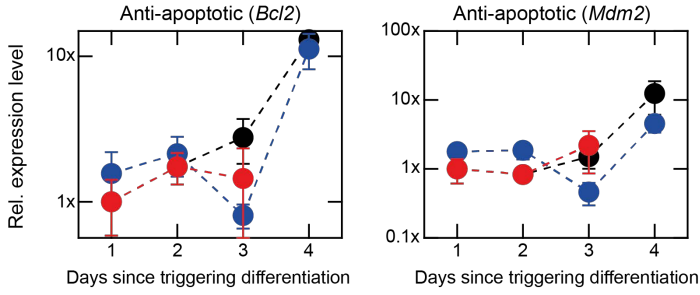 Anti-apoptotic (Bcl2)
Rel. expression level
10x
1x
1 2 3 4
Days since triggering differentiation
Anti-apoptotic (Mdm2)
100x
10x
1x
0.1x
1 2 3 4
Days since triggering differentiation